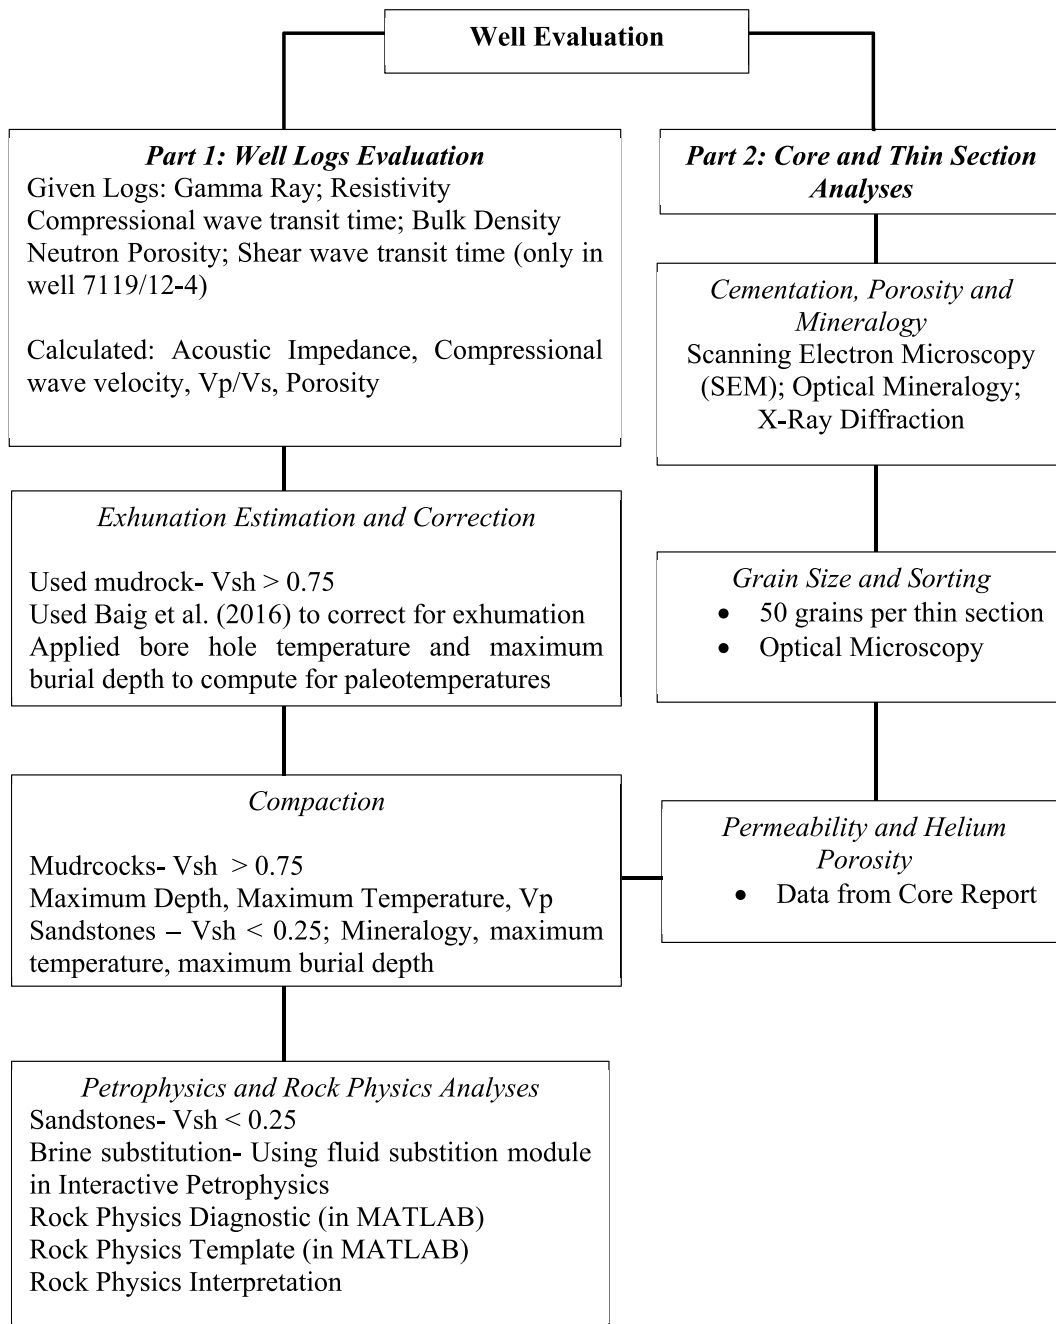 Well Evaluation
Part 1: Well Logs Evaluation
Given Logs: Gamma Ray; Resistivity
Compressional wave transit time; Bulk Density
Neutron Porosity; Shear wave transit time (only in
well 7119/12-4)
Calculated: Acoustic Impedance, Compressional
wave velocity, Vp/Vs, Porosity
Exhunation Estimation and Correction
Used mudrock- Vsh > 0.75
Used Baig et al. (2016) to correct for exhumation
Applied bore hole temperature and maximum
burial depth to compute for paleotemperatures
Compaction
Mudrcocks- Vsh > 0.75
Maximum Depth, Maximum Temperature, Vp
Sandstones – Vsh < 0.25; Mineralogy, maximum
temperature, maximum burial depth
Petrophysics and Rock Physics Analyses
Sandstones- Vsh < 0.25
Brine substitution- Using fluid substition module
in Interactive Petrophysics
Rock Physics Diagnostic (in MATLAB)
Rock Physics Template (in MATLAB)
Rock Physics Interpretation
Part 2: Core and Thin Section
Analyses
Cementation, Porosity and
Mineralogy
Scanning Electron Microscopy
(SEM); Optical Mineralogy;
X-Ray Diffraction
Grain Size and Sorting
• 50 grains per thin section
• Optical Microscopy
Permeability and Helium
Porosity
• Data from Core Report